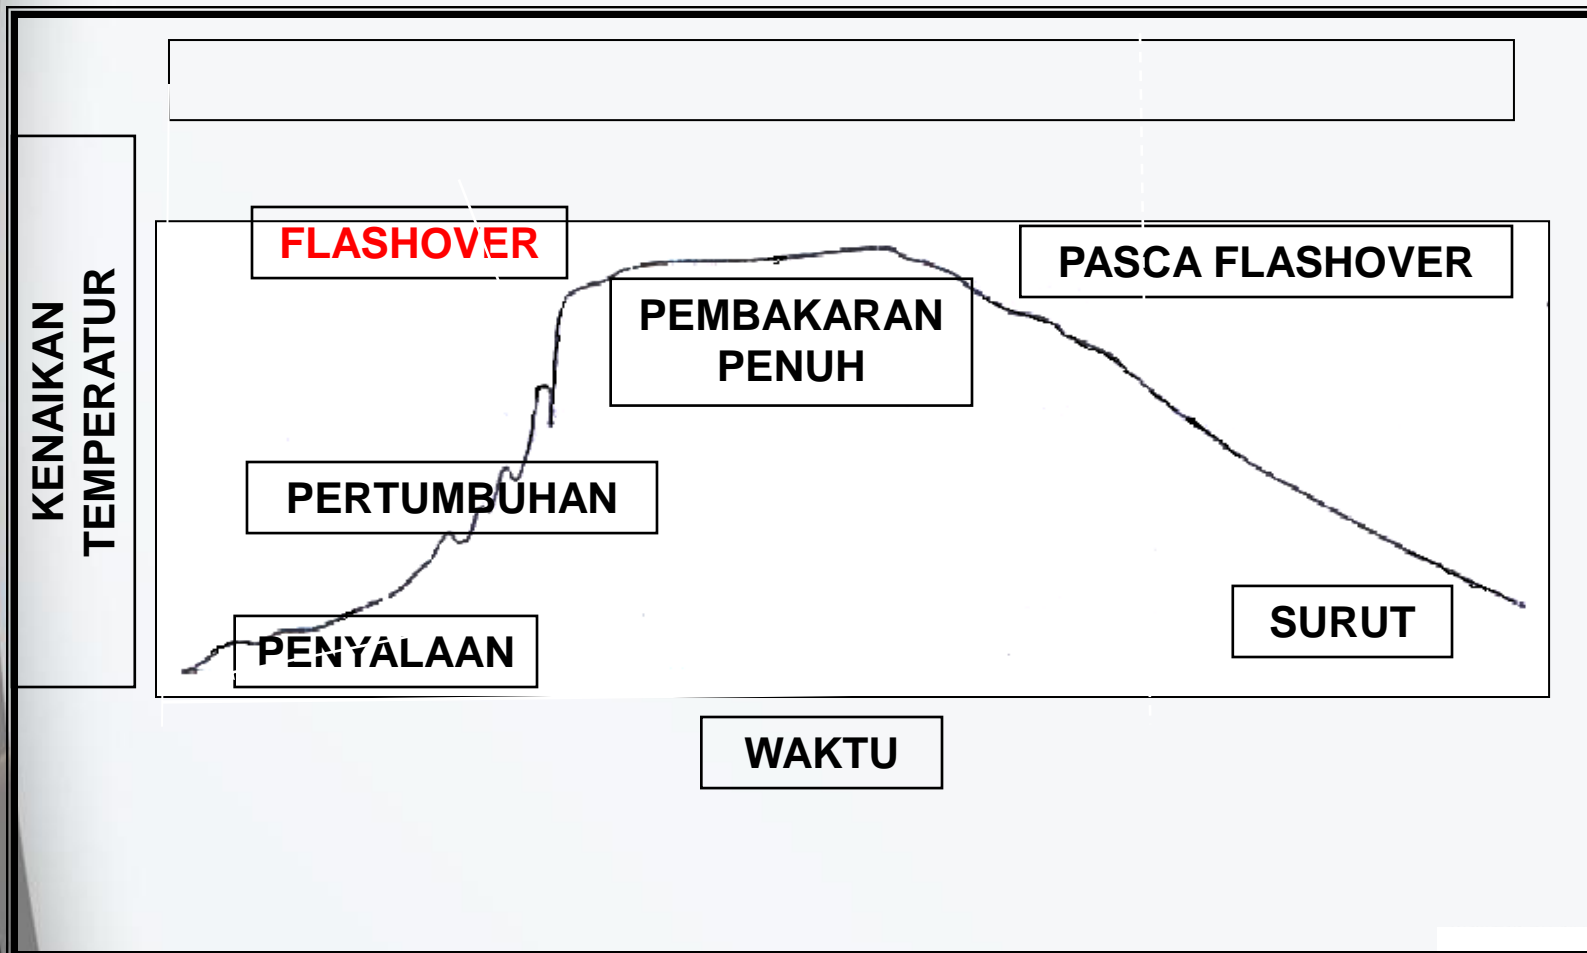 KENAIKAN
TEMPERATUR
FLASHOVER
PASCA FLASHOVER
PEMBAKARAN
PENUH
PERTUMBUHAN
PENYALAAN
SURUT
WAKTU